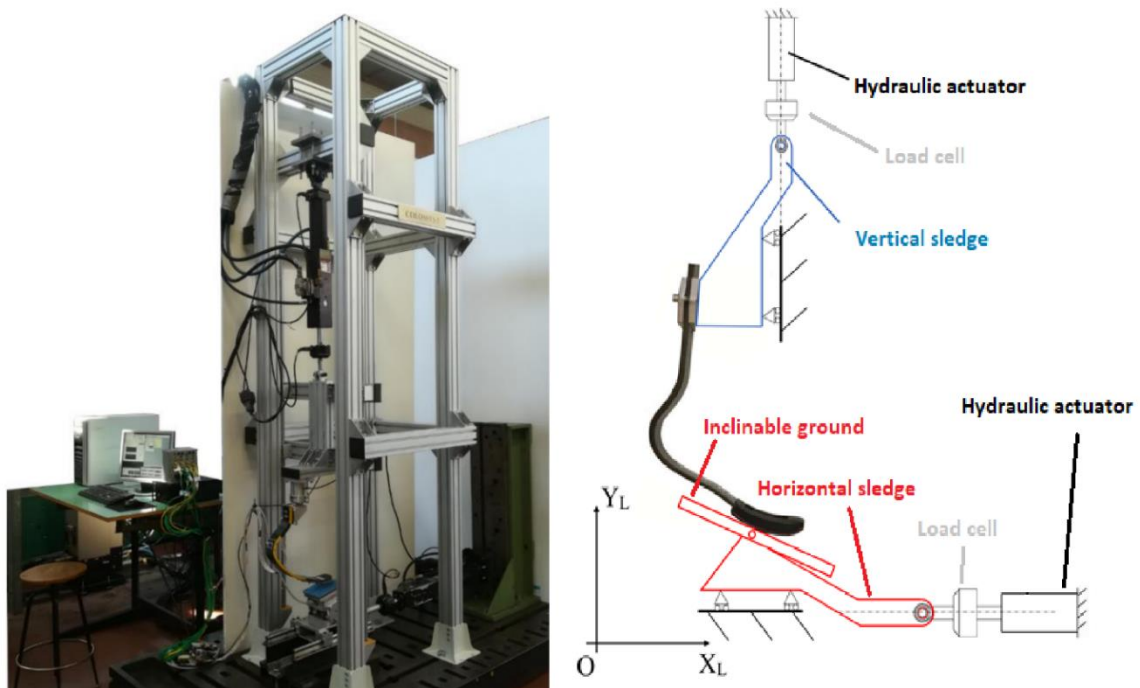 Hydraulic actuator
Load cell
Vertical sledge
Hydraulic actuator
Inclinable ground
Horizontal sledge
Y_L
Load cell
O
X_L